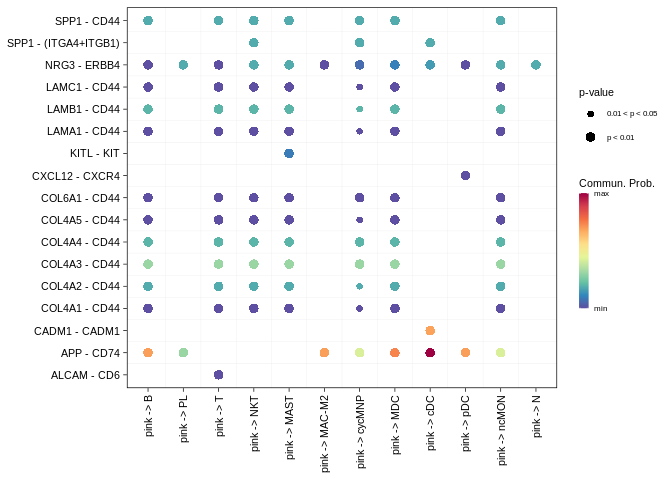 SPP1 - CD44
SPP1 - (ITGA4+ITGB1)
NRG3 - ERBB4
LAMC1 - CD44
LAMB1 - CD44
LAMA1 - CD44
KITL - KIT
CXCL12 - CXCR4
COL6A1 - CD44
COL4A5 - CD44
COL4A4 - CD44
COL4A3 - CD44
COL4A2 - CD44
COL4A1 - CD44
CADM1 - CADM1
APP - CD74
ALCAM - CD6
pink -> B
pink -> PL
pink -> T
pink -> NKT
pink -> MAST
pink -> MAC-M2
pink -> cycMNP
pink -> MDC
pink -> cDC
pink -> pDC
pink -> ncMON
pink -> N
p-value
0.01 < p < 0.05
p < 0.01
Commun. Prob.
max
min